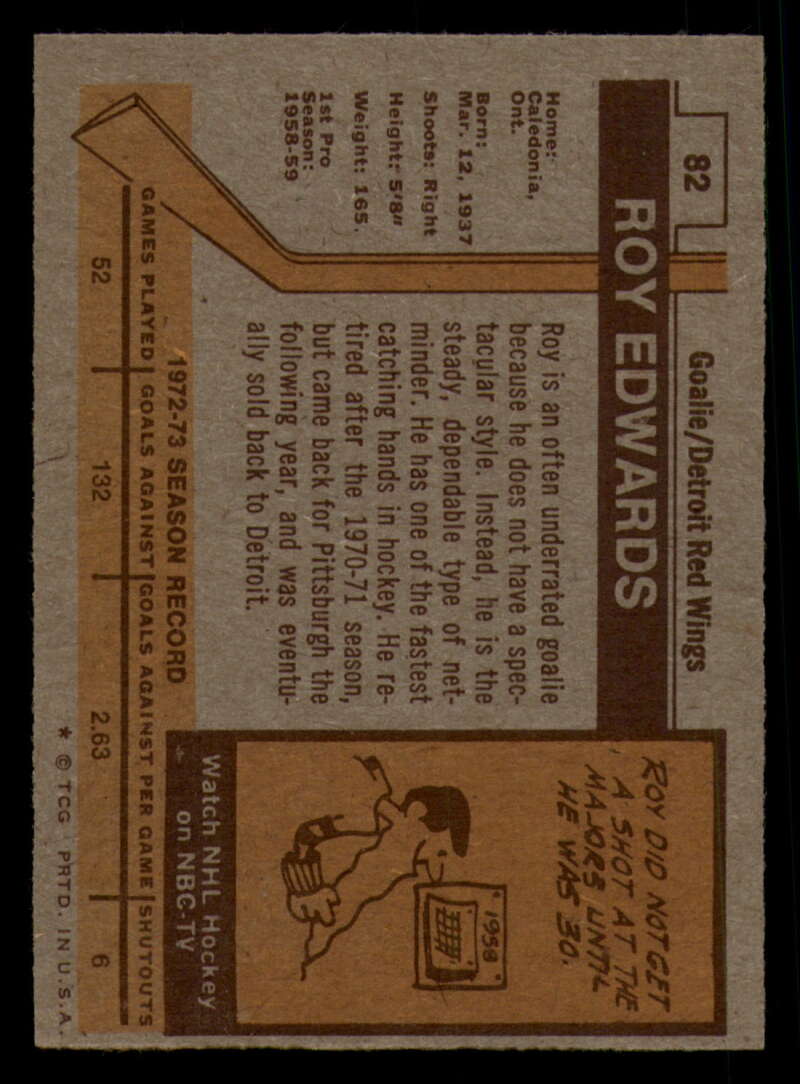 82
Goalie/Detroit Red Wings
ROY EDWARDS
Home:
Caledonia,
Ont.
Born:
Mar. 12, 1937
Shoots: Right
Height: 5'8"
Weight: 165.
1st Pro
Season:
1958-59
Roy is an often underrated goalie
because he does not have a spec-
tacular style. Instead, he is the
steady, dependable type of net-
minder. He has one of the fastest
catching hands in hockey. He re-
tired after the 1970-71 season,
but came back for Pittsburgh the
following year, and was eventu-
ally sold back to Detroit.
ROY DID NOT GET
A SHOT AT THE
MAJORS UNTIL
HE WAS 30.
1958
Watch NHL Hockey
on NBC-TV
1972-73 SEASON RECORD
GAMES PLAYED GOALS AGAINST GOALS AGAINST PER GAME SHUTOUTS
52 132 2.63 6
* © TCG PRTD. IN U.S.A.